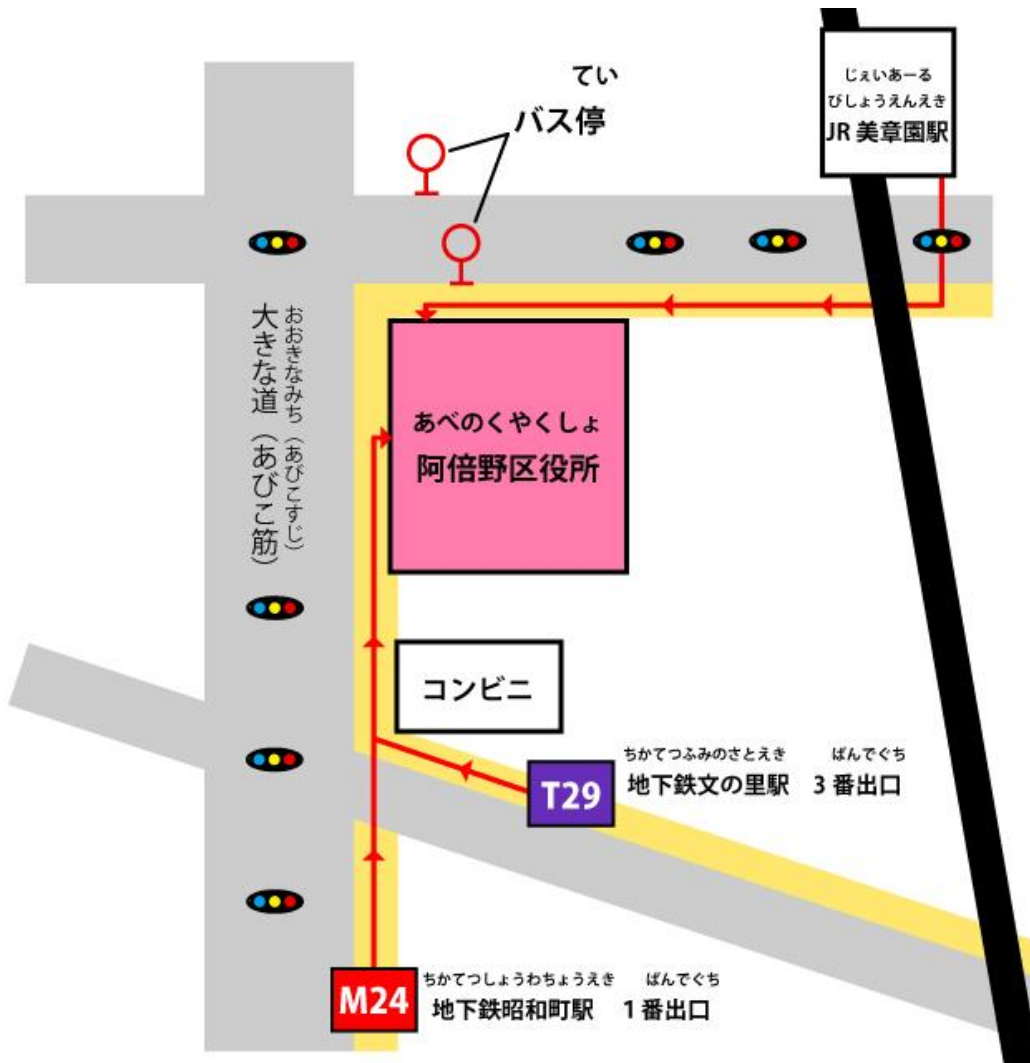 てい
バス停
じぇいあーる
びしょうえんえき
JR 美章園駅
おおきなみち（あびこすじ）
大きな道（あびこ筋）
あべのくやくしょ
阿倍野区役所
コンビニ
T29
ちかてつふみのさとえき　ばんでぐち
地下鉄文の里駅　3 番出口
M24
ちかてつしょうわちょうえき　ばんでぐち
地下鉄昭和町駅　1 番出口